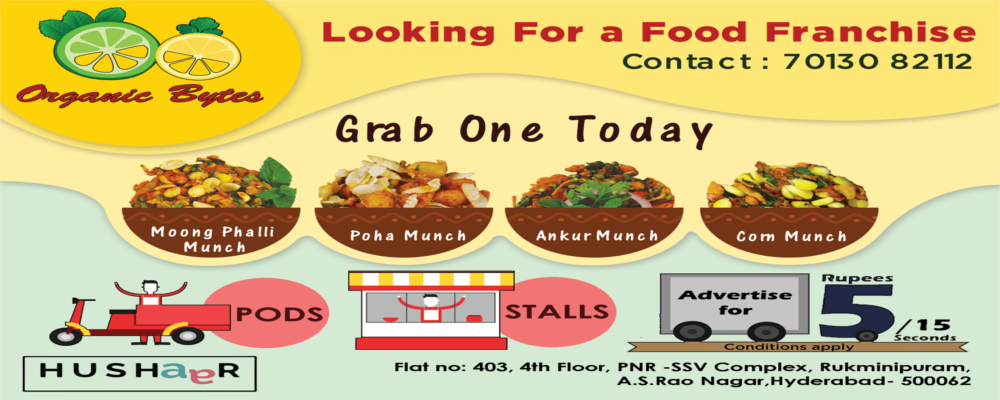 Organic Bytes
Looking For a Food Franchise
Contact : 70130 82112
Grab One Today
Moong Phalli
Munch
Poha Munch
Ankur Munch
Corn Munch
PODS
STALLS
Advertise
for
Rupees
5
/15
Seconds
Conditions apply
HUSHaeR
Flat no: 403, 4th Floor, PNR -SSV Complex, Rukminipuram,
A.S.Rao Nagar,Hyderabad- 500062